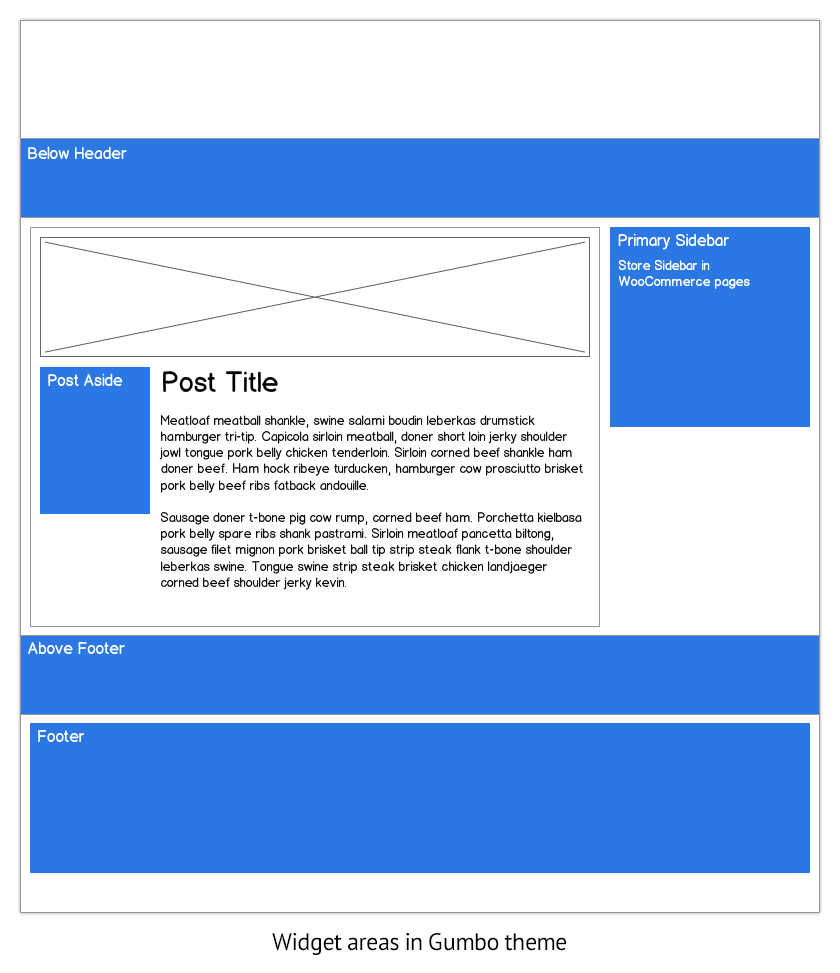 Below Header
Primary Sidebar
Store Sidebar in
WooCommerce pages
Post Aside
Post Title
Meatloaf meatball shankle, swine salami boudin leberkas drumstick
hamburger tri-tip. Capicola sirloin meatball, doner short loin jerky shoulder
jowl tongue pork belly chicken tenderloin. Sirloin corned beef shankle ham
doner beef. Ham hock ribeye turducken, hamburger cow prosciutto brisket
pork belly beef ribs fatback andouille.
Sausage doner t-bone pig cow rump, corned beef ham. Porchetta kielbasa
pork belly spare ribs shank pastrami. Sirloin meatloaf pancetta biltong,
sausage filet mignon pork brisket ball tip strip steak flank t-bone shoulder
leberkas swine. Tongue swine strip steak brisket chicken landjaeger
corned beef shoulder jerky kevin.
Above Footer
Footer
Widget areas in Gumbo theme